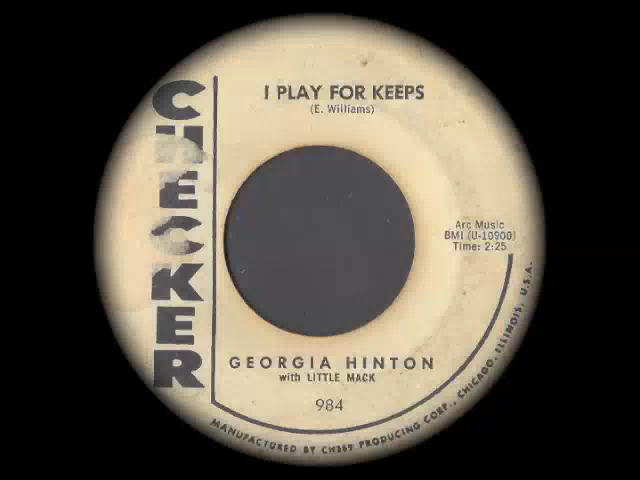 CHECKER
I PLAY FOR KEEPS
(E. Williams)
Arc Music
BMI (U-10900)
Time: 2:25
GEORGIA HINTON
with LITTLE MACK
984
MANUFACTURED BY CHESS PRODUCING CORP., CHICAGO, ILLINOIS, U.S.A.